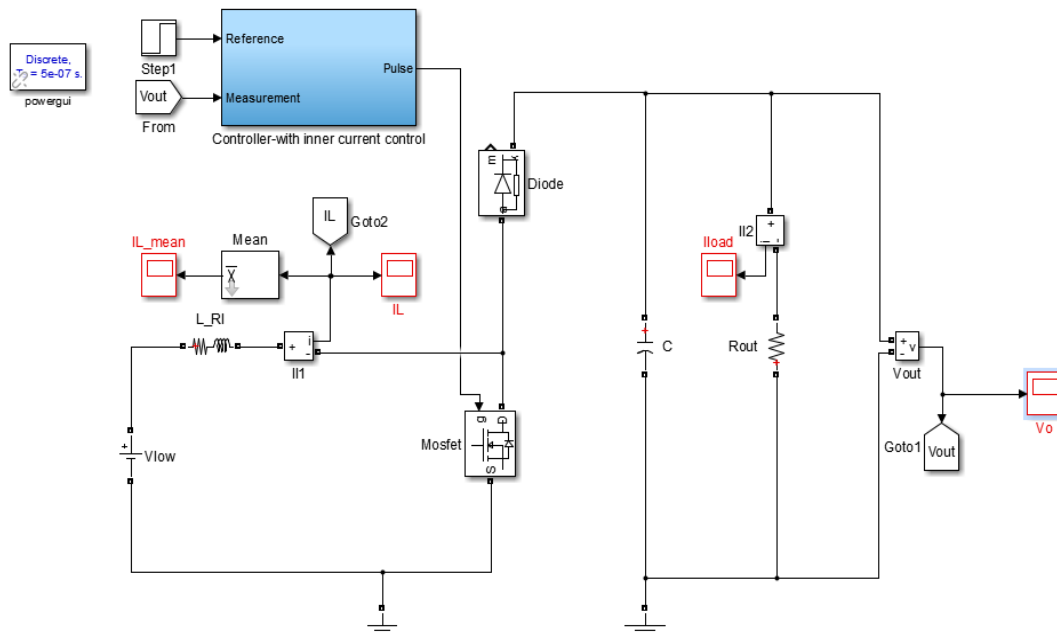 Discrete,
Ts = 5e-07 s.
powergui
Step1
Vout
From
Reference
Measurement
Pulse
Controller-with inner current control
m
k
a
Diode
IL
Goto2
IL_mean
Mean
x
IL
L_Rl
+
i
-
Il1
Vlow
+
g
D
S
Mosfet
+
C
Iload
+
i
-
Il2
Rout
+
+
-
v
Vout
Goto1
Vout
Vo